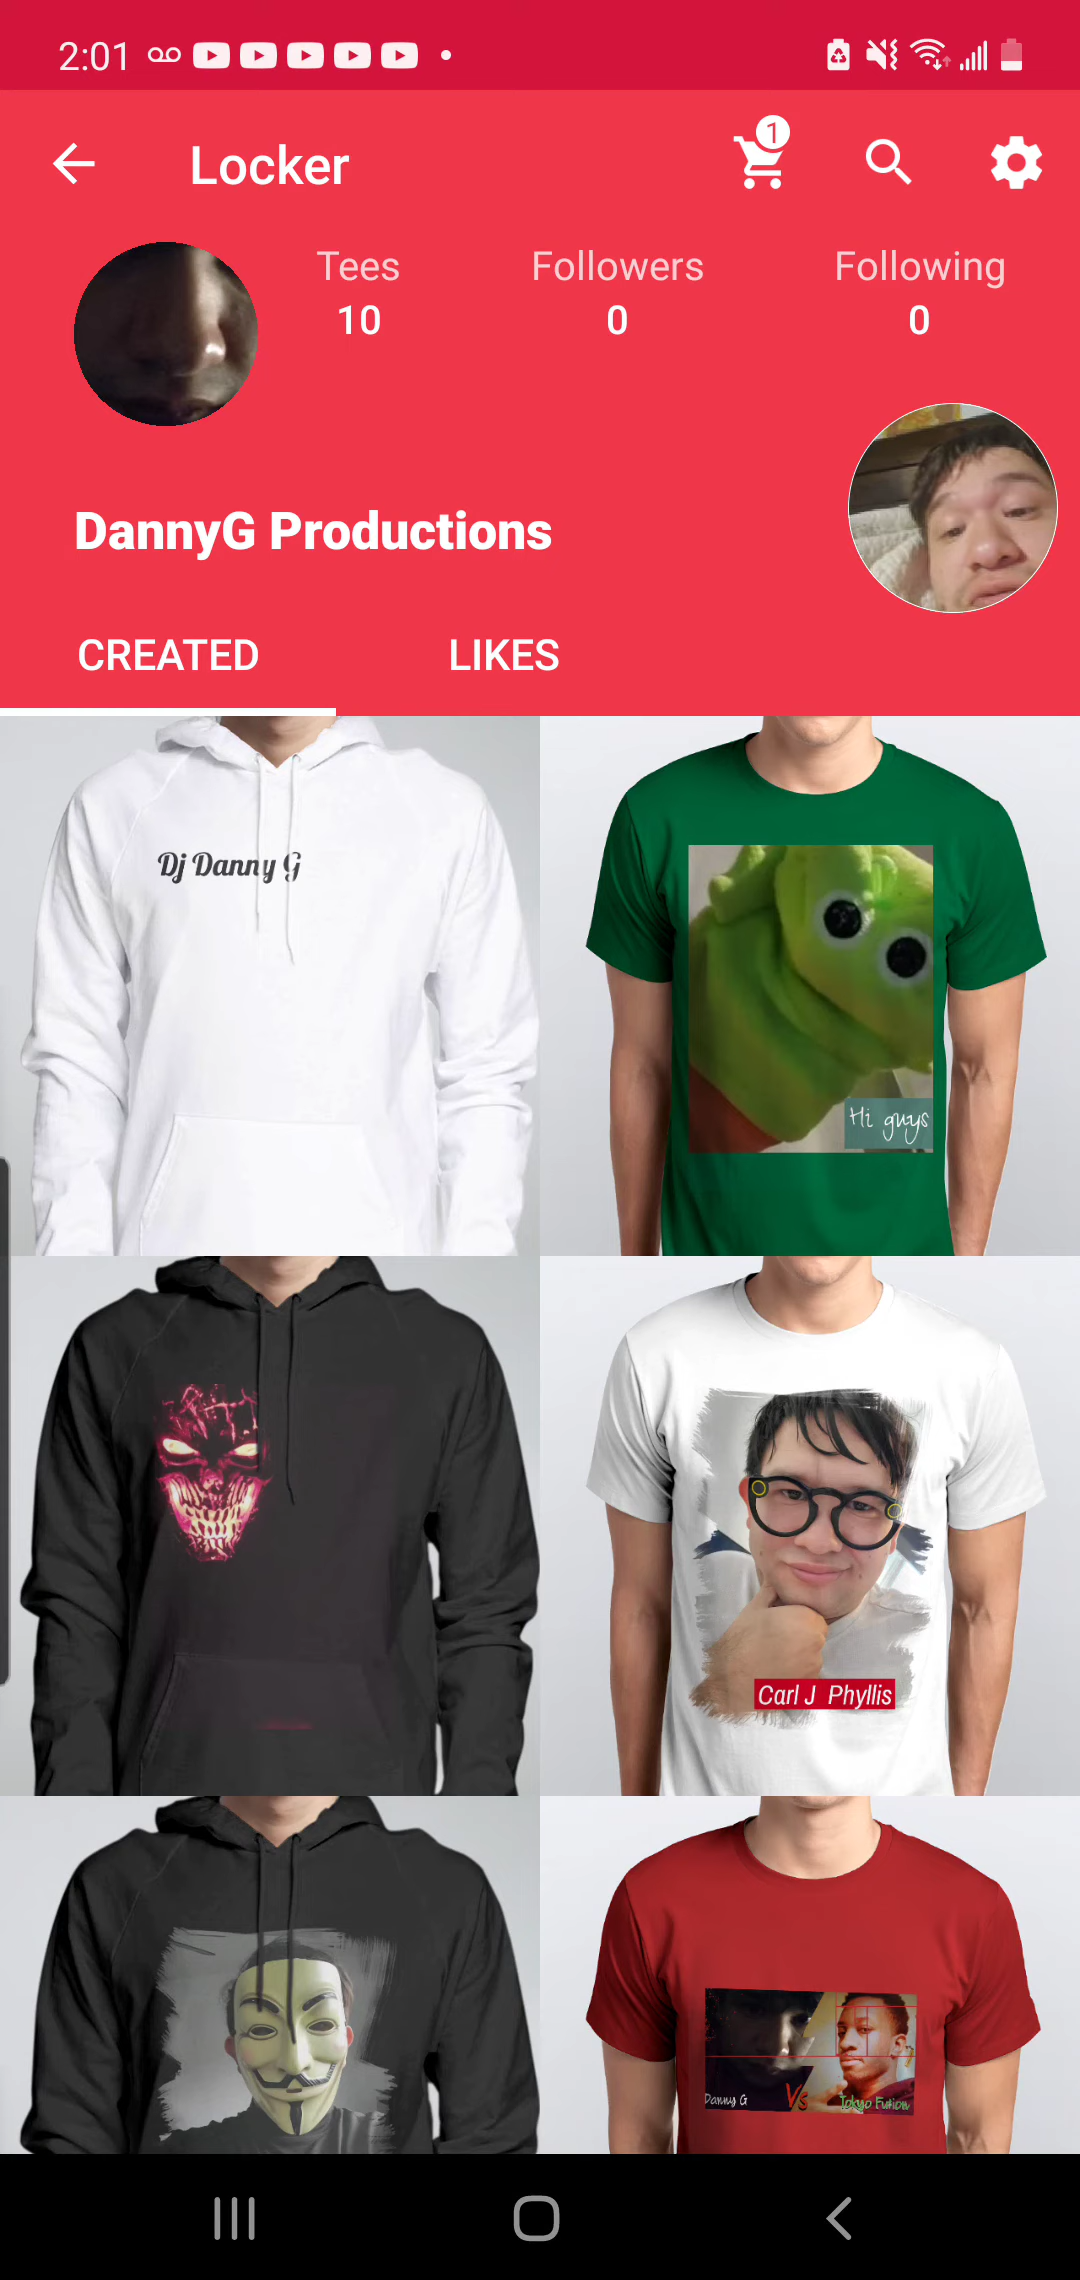 2:01
Locker
1
Tees
Followers
Following
10
0
0
DannyG Productions
CREATED
LIKES
Dj Danny G
Hi guys
Carl J Phyllis
Danny G
Vs
Tokyo Fution